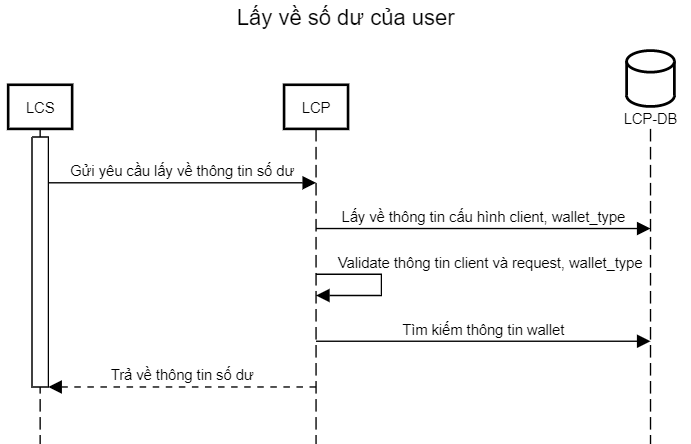 Lấy về số dư của user
LCS
LCP
LCP-DB
Gửi yêu cầu lấy về thông tin số dư
Lấy về thông tin cấu hình client, wallet_type
Validate thông tin client và request, wallet_type
Tìm kiếm thông tin wallet
Trả về thông tin số dư